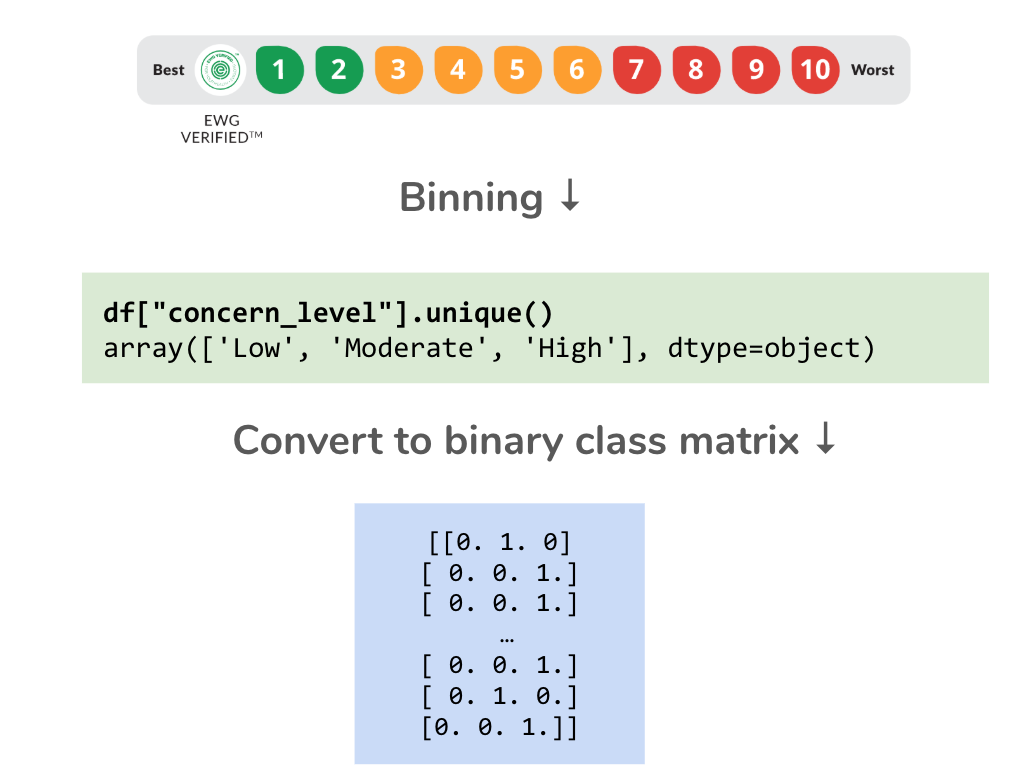 Best 1 2 3 4 5 6 7 8 9 10 Worst
EWG
VERIFIED™
Binning ↓
df["concern_level"].unique()
array(['Low', 'Moderate', 'High'], dtype=object)
Convert to binary class matrix ↓
[[0. 1. 0]
[ 0. 0. 1.]
[ 0. 0. 1.]
…
[ 0. 0. 1.]
[ 0. 1. 0.]
[0. 0. 1.]]